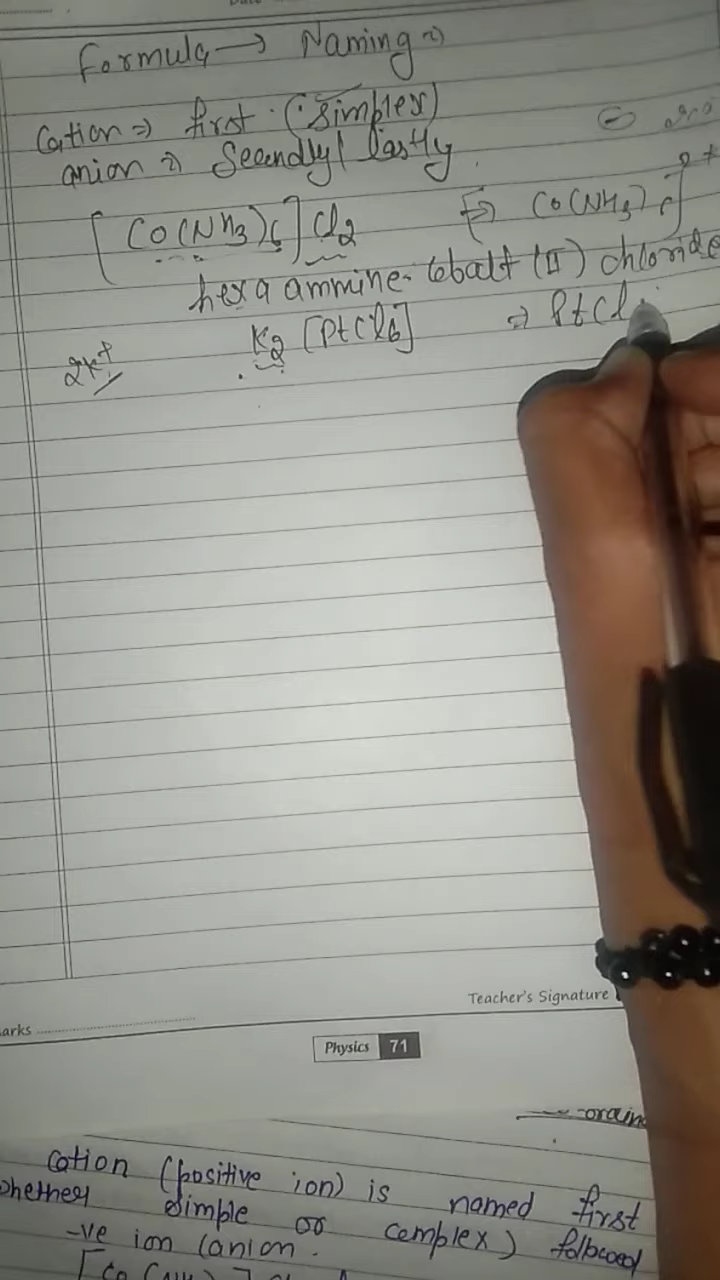 Formula → Naming ⇒
Cation ⇒ first (simples)
anion ⇒ Secondly/ lastly.
[Co(NH3)6]Cl2 ⇒ Co(NH3)6] 2+
hexa ammine cobalt (II) chloride
2K+ K2 [PtCl6] ⇒ PtCl
Teacher's Signature
arks
Physics 71
Cation (positive ion) is named first
whether simple or complex) followed
-ve ion (anion.